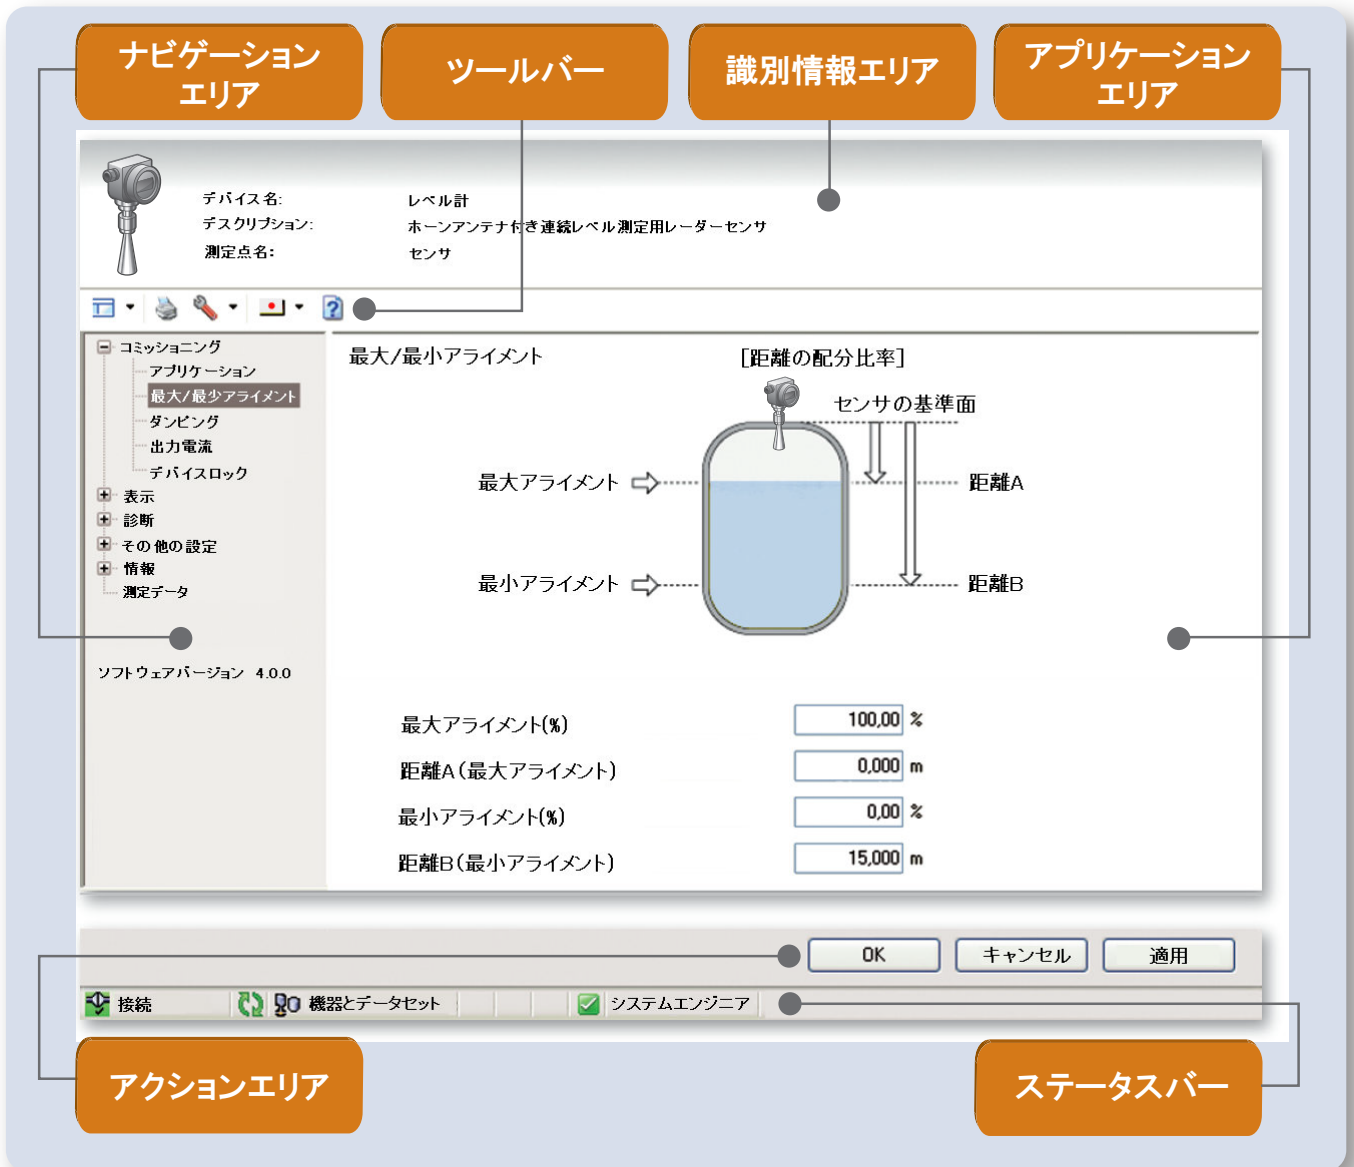 ナビゲーション
エリア
ツールバー
識別情報エリア
アプリケーション
エリア
デバイス名: レベル計
デスクリプション: ホーンアンテナ付き連続レベル測定用レーダーセンサ
測定点名: センサ
コミッショニング
アプリケーション
最大/最少アライメント
ダンピング
出力電流
デバイスロック
表示
診断
その他の設定
情報
測定データ
ソフトウェアバージョン 4.0.0
最大/最小アライメント [距離の配分比率]
センサの基準面
最大アライメント 距離A
最小アライメント 距離B
最大アライメント(%) 100,00 %
距離A(最大アライメント) 0,000 m
最小アライメント(%) 0,00 %
距離B(最小アライメント) 15,000 m
OK キャンセル 適用
接続 機器とデータセット システムエンジニア
アクションエリア
ステータスバー